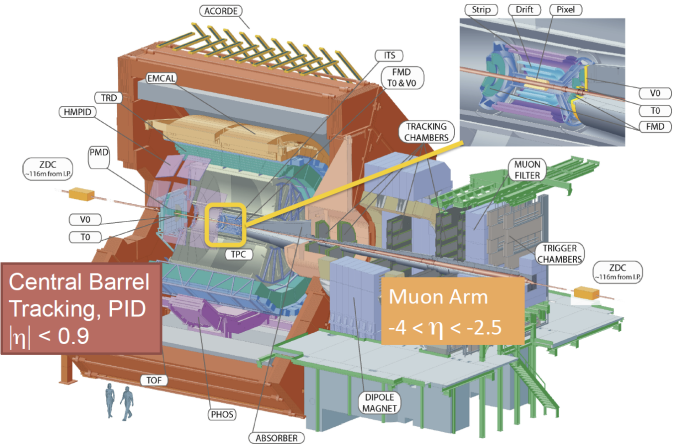 ACORDE
ITS
FMD
T0 & V0
EMCAL
TRD
HMPID
PMD
TRACKING
CHAMBERS
MUON
FILTER
ZDC
~116m from I.P.
V0
T0
TPC
TRIGGER
CHAMBERS
ZDC
~116m from I.P.
Strip
Drift
Pixel
V0
T0
FMD
Central Barrel
Tracking, PID
|η| < 0.9
Muon Arm
-4 < η < -2.5
TOF
PHOS
ABSORBER
DIPOLE
MAGNET